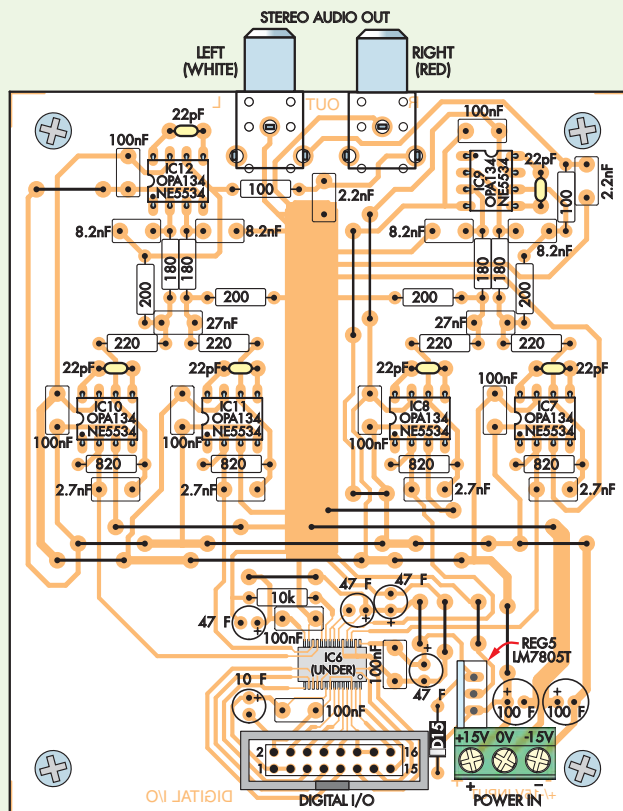 STEREO AUDIO OUT
LEFT
(WHITE)
RIGHT
(RED)
L
OUT
R
22pF
100nF
IC12
OPA134
NE5534
100
2.2nF
100nF
IC9
OPA134
NE5534
22pF
100
2.2nF
8.2nF
8.2nF
180
180
200
200
27nF
220
220
8.2nF
8.2nF
180
180
200
200
27nF
220
220
22pF
IC10
OPA134
NE5534
100nF
820
2.7nF
22pF
IC11
OPA134
NE5534
100nF
820
2.7nF
22pF
IC8
OPA134
NE5534
100nF
820
2.7nF
100nF
22pF
IC7
OPA134
NE5534
820
2.7nF
10k
47 F
100nF
47 F
47 F
IC6
(UNDER)
100nF
47 F
REG5
LM7805T
10 F
100nF
D15
100 F
100 F
+15V 0V -15V
+ −
2 16
1 15
DIGITAL I/O
DIGITAL I/O
POWER IN